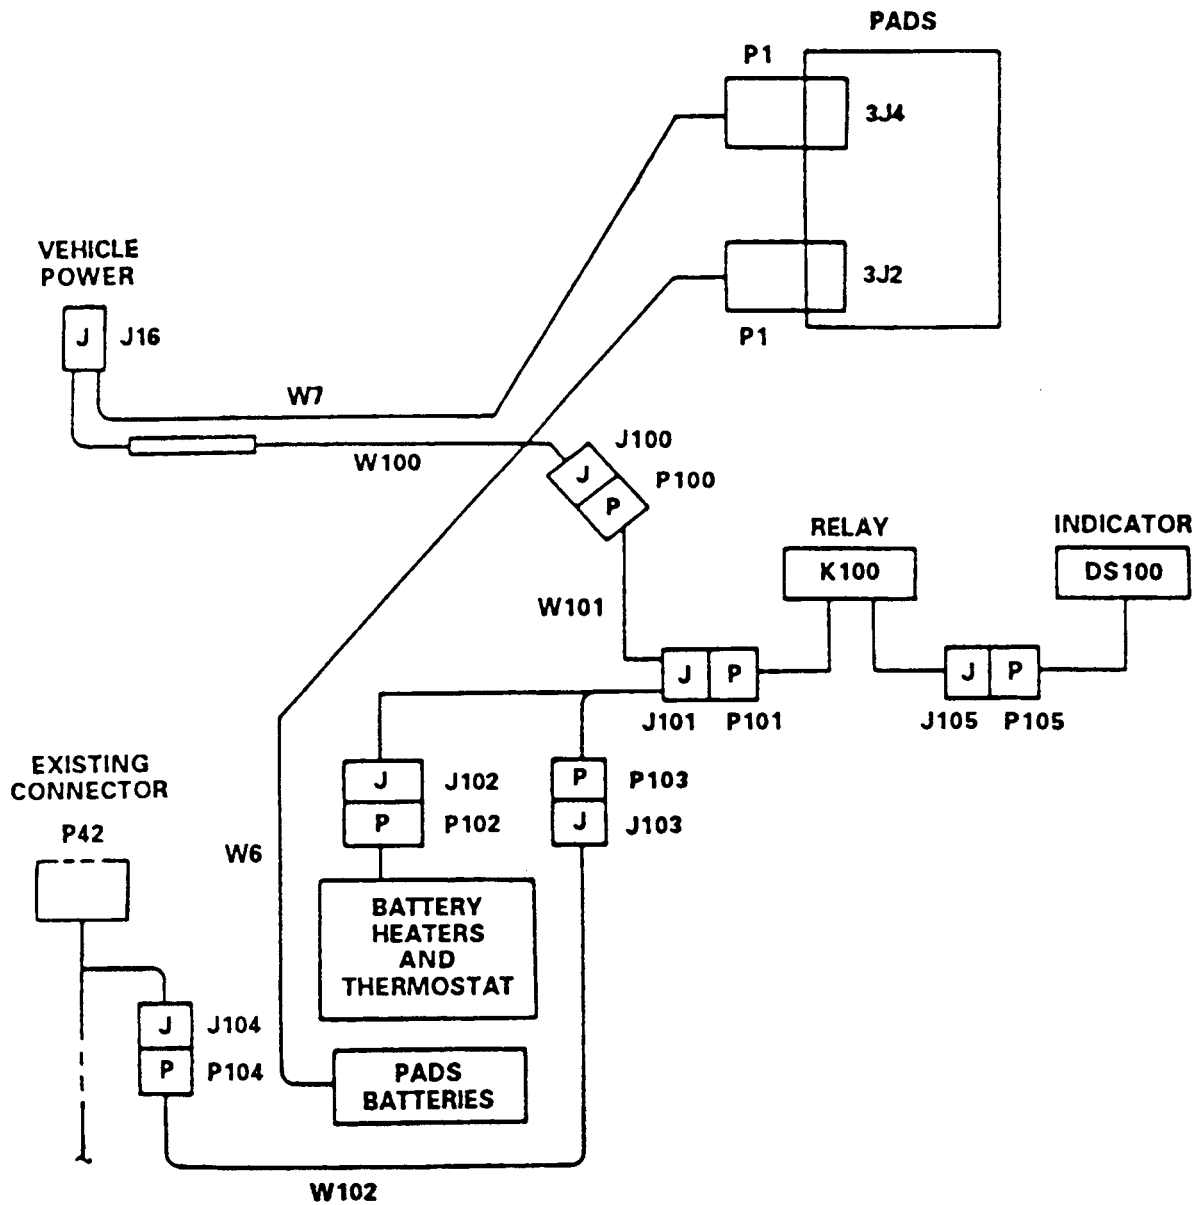 PADS
P1
3J4
VEHICLE
POWER
3J2
J J16
P1
W7
J100
W100
J
P100
P
RELAY
INDICATOR
K100
DS100
W101
J P
J P
J101 P101
J105 P105
EXISTING
CONNECTOR
J J102
P P103
P42
P P102
J J103
W6
BATTERY
HEATERS
AND
THERMOSTAT
J J104
P P104
PADS
BATTERIES
W102